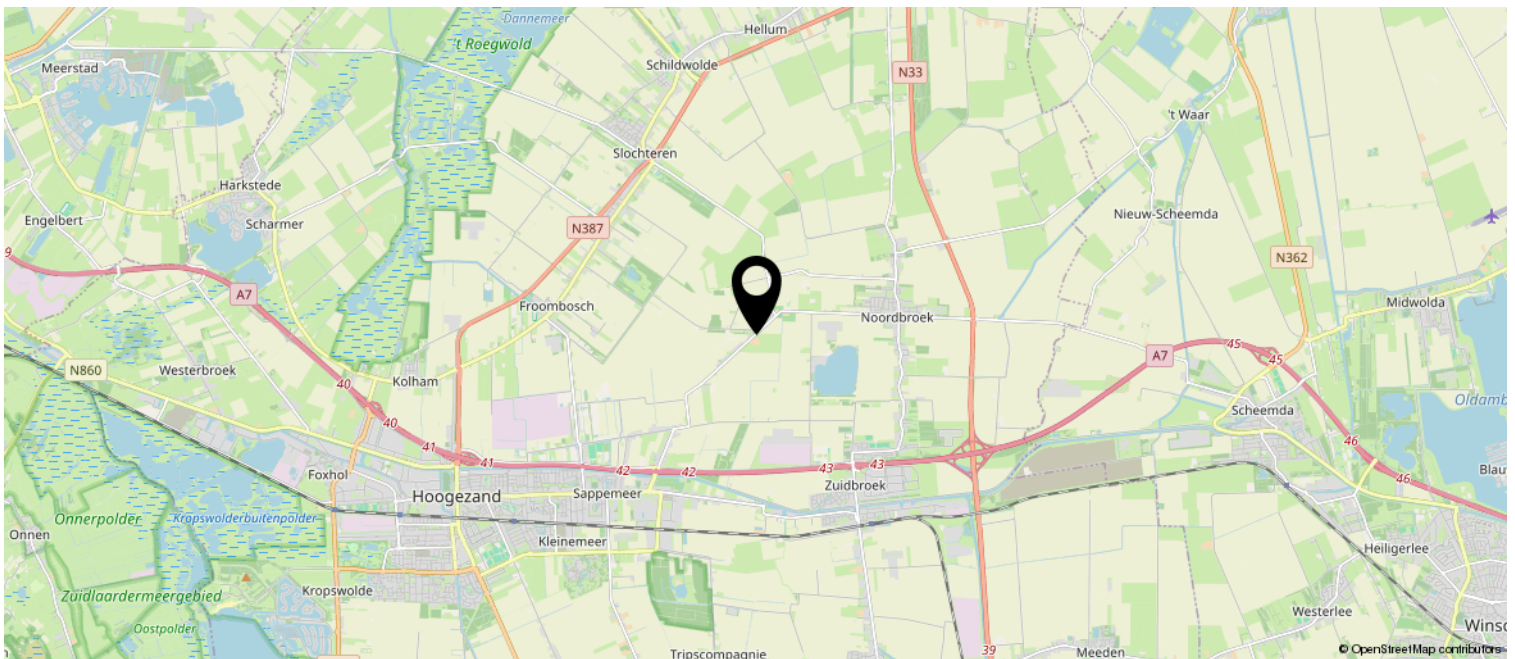 Dannemeer
't Roegwold
Hellum
Meerstad
Schildwolde
N33
't Waar
Slochteren
Harkstede
Engelbert
Scharmer
Nieuw-Scheemda
N387
9
N362
A7
Froombosch
Midwolda
Noordbroek
45
45
A7
N860
Westerbroek
40
Kolham
Oldamb
Scheemda
40
41
41
42
42
43
43
46
46
Foxhol
Blau
Hoogezand
Sappemeer
Zuidbroek
Onnerpolder
Kropswolderbuitenpolder
Onnen
Kleinemeer
Heiligerlee
Zuidlaardermeergebied
Kropswolde
Westerlee
Oostpolder
Winsc
Tripscompagnie
39
Meeden
© OpenStreetMap contributors